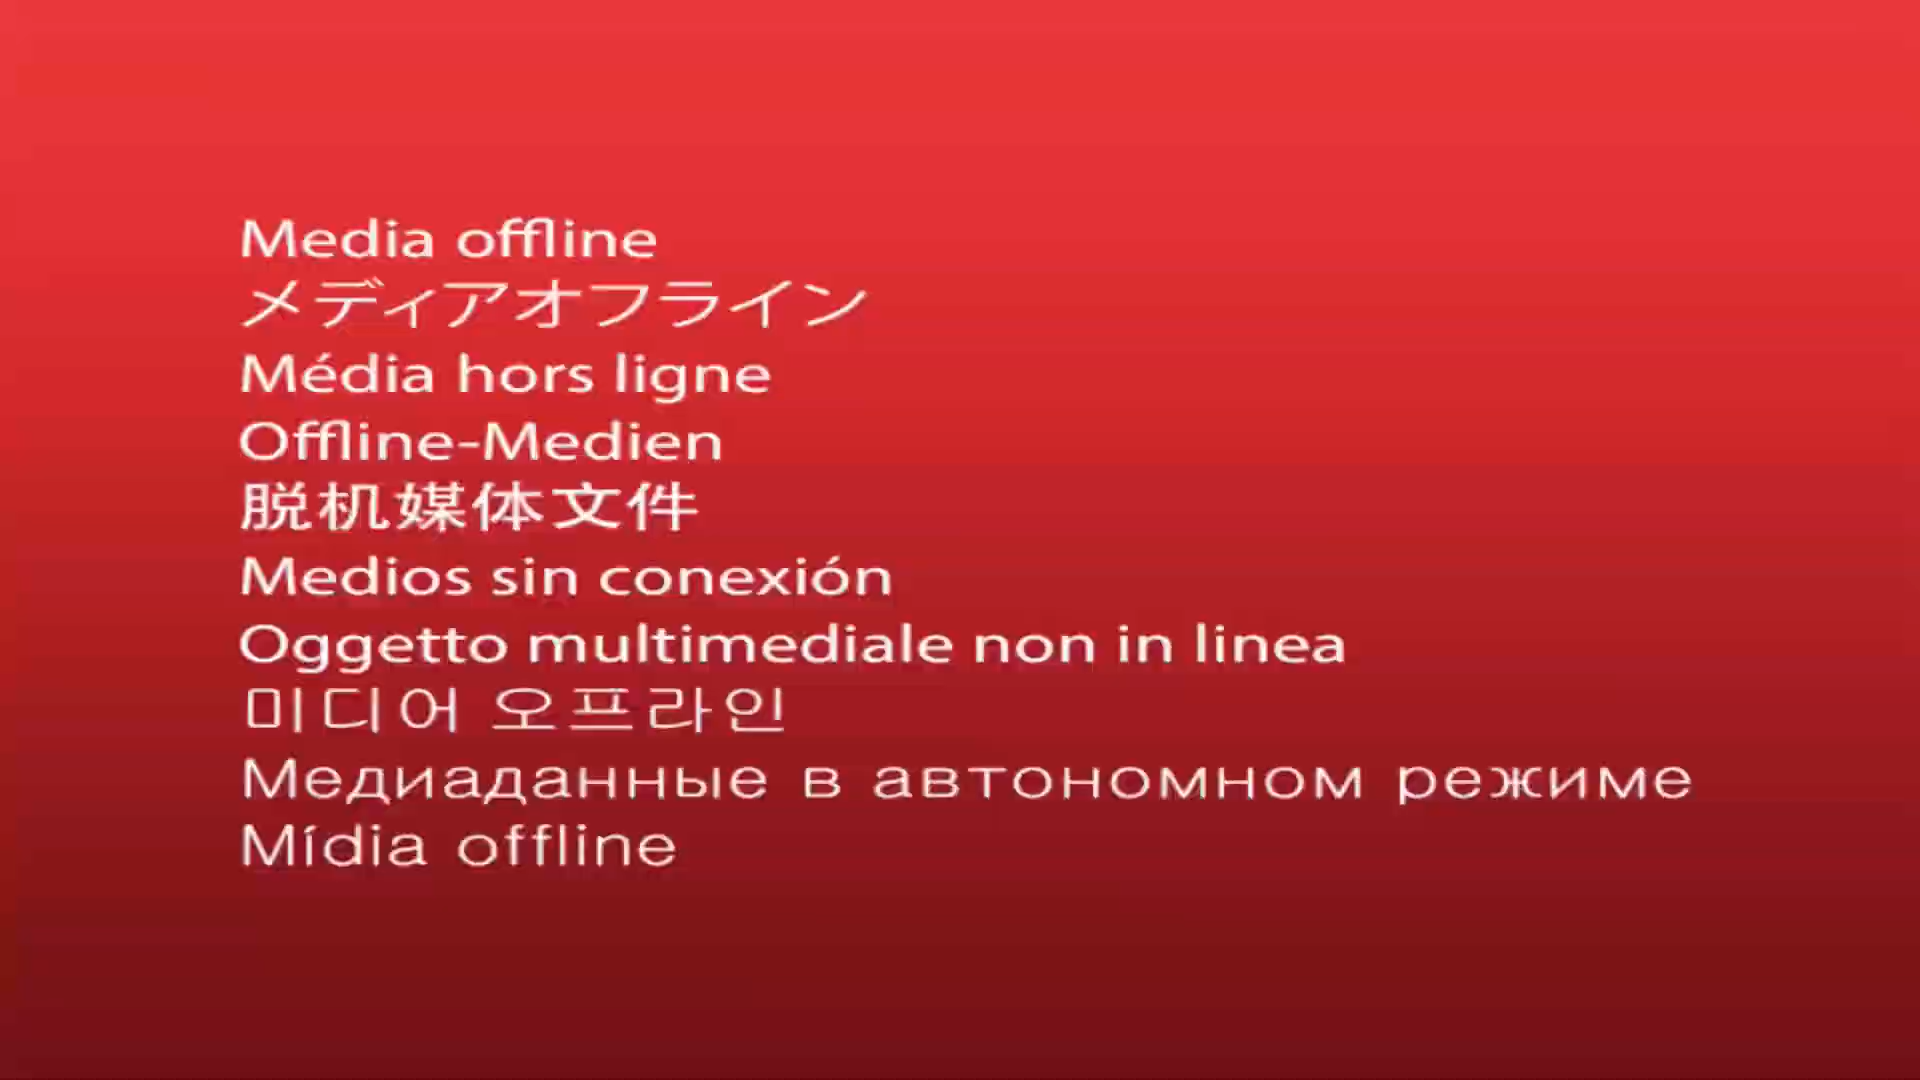 Media offline
メディアオフライン
Média hors ligne
Offline-Medien
脱机媒体文件
Medios sin conexión
Oggetto multimediale non in linea
미디어 오프라인
Медиаданные в автономном режиме
Mídia offline